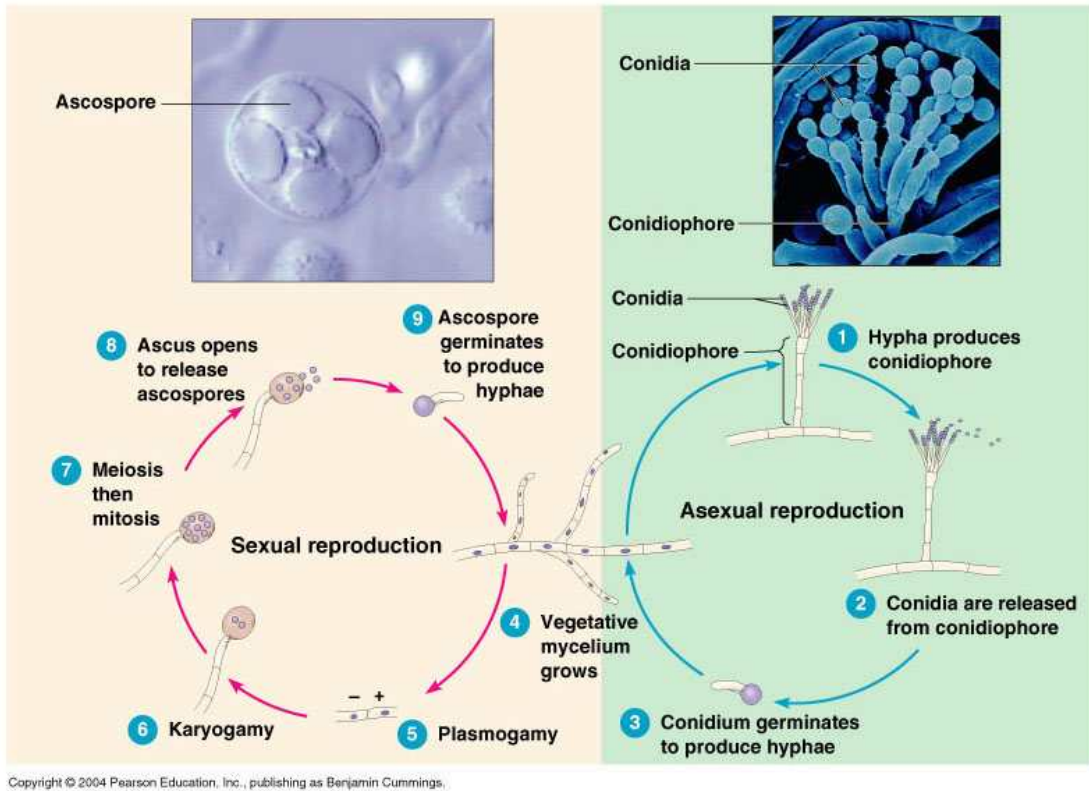 Ascospore
Conidia
Conidiophore
Conidia
Conidiophore
1 Hypha produces
conidiophore
8 Ascus opens
to release
ascospores
9 Ascospore
germinates
to produce
hyphae
7 Meiosis
then
mitosis
Sexual reproduction
Asexual reproduction
4 Vegetative
mycelium
grows
2 Conidia are released
from conidiophore
6 Karyogamy
– +
5 Plasmogamy
3 Conidium germinates
to produce hyphae
Copyright © 2004 Pearson Education, Inc., publishing as Benjamin Cummings.